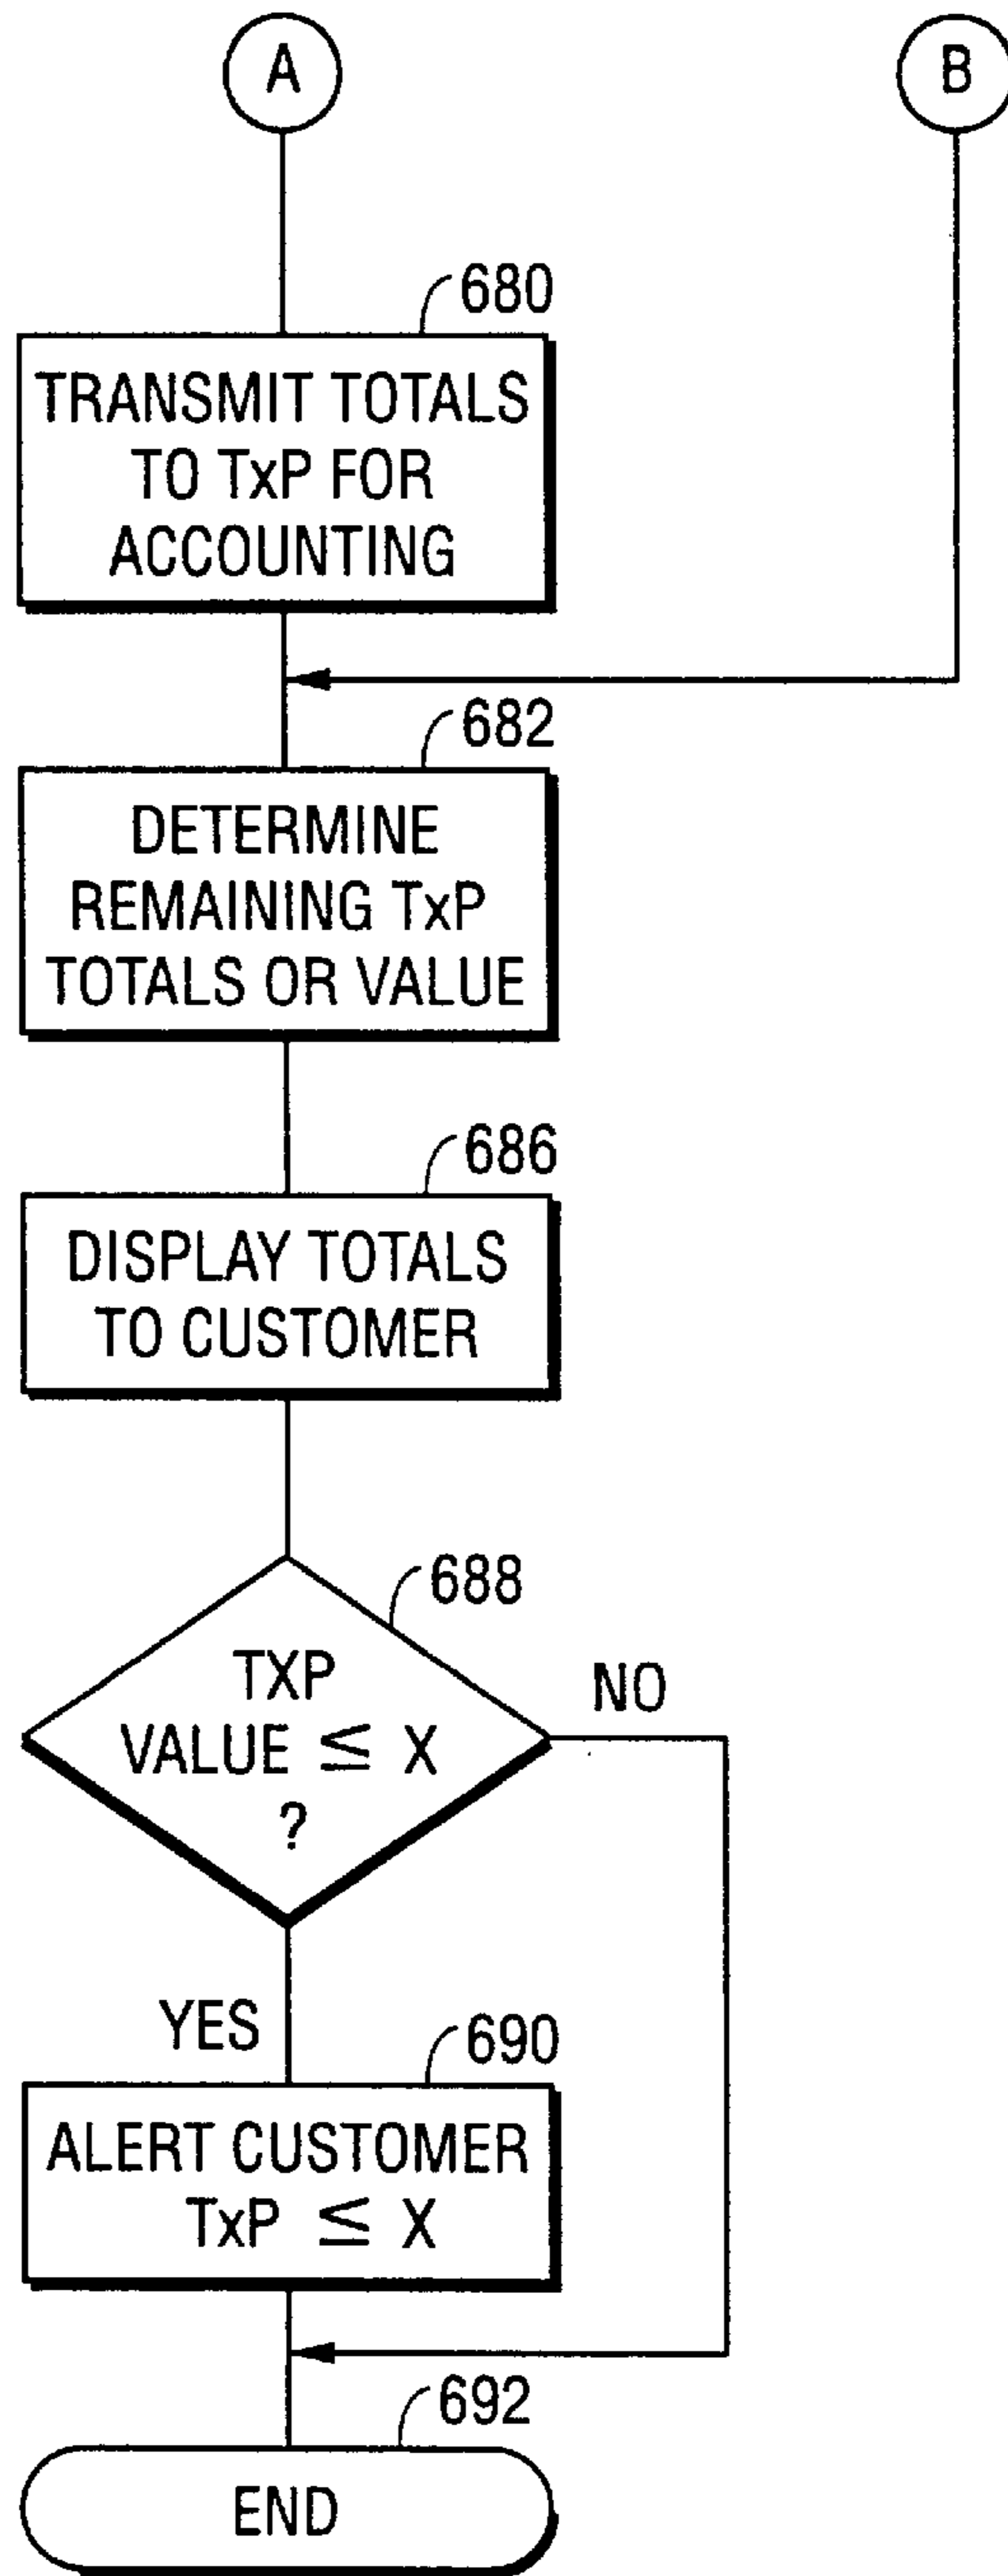 A
B
680
TRANSMIT TOTALS
TO TxP FOR
ACCOUNTING
682
DETERMINE
REMAINING TxP
TOTALS OR VALUE
686
DISPLAY TOTALS
TO CUSTOMER
688
TXP
VALUE ≤ X
?
NO
YES
690
ALERT CUSTOMER
TxP ≤ X
692
END